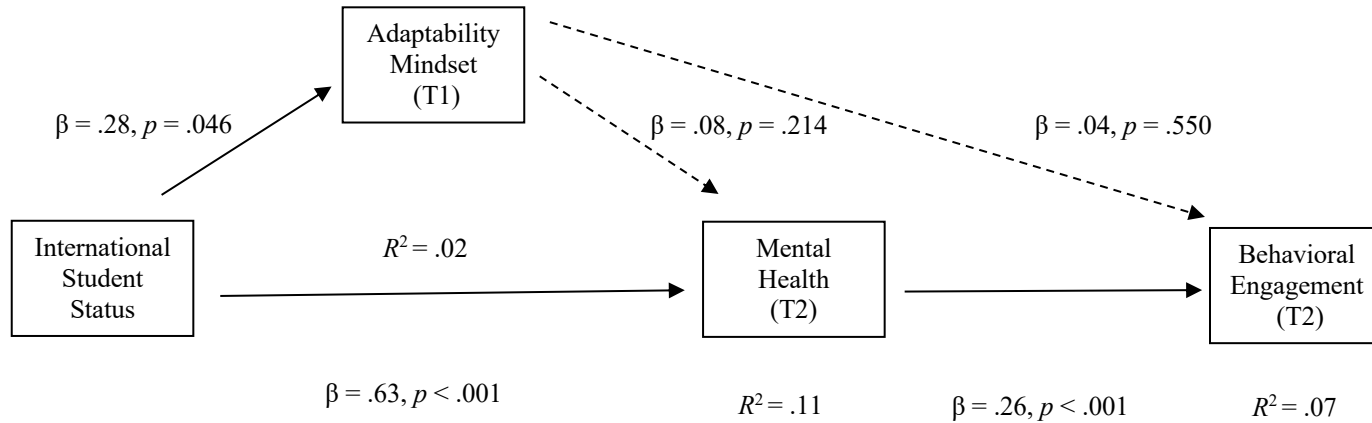 Adaptability
Mindset
(T1)
β = .28, p = .046
β = .08, p = .214
β = .04, p = .550
International
Student
Status
R² = .02
Mental
Health
(T2)
Behavioral
Engagement
(T2)
β = .63, p < .001
R² = .11
β = .26, p < .001
R² = .07